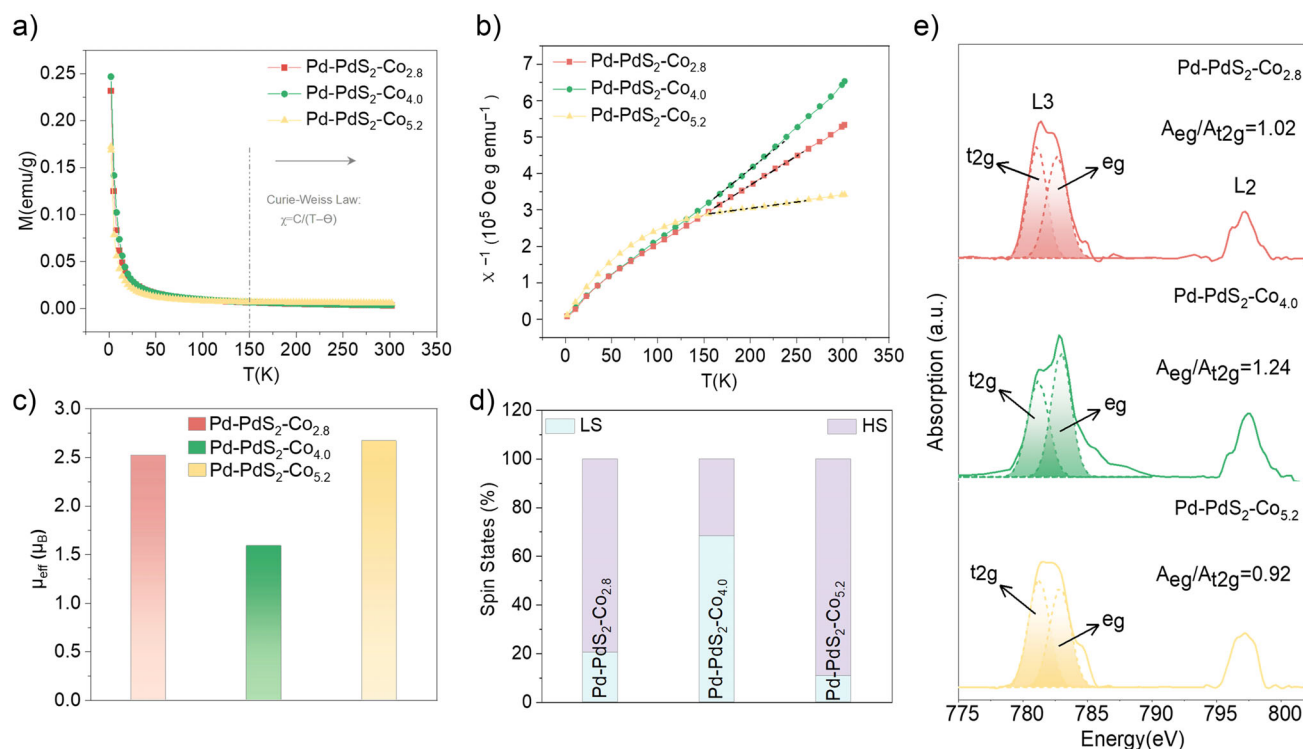 a)
Pd-PdS₂-Co₂.₈
Pd-PdS₂-Co₄.₀
Pd-PdS₂-Co₅.₂
Curie-Weiss Law:
χ=C/(T−Θ)
M(emu/g)
0.25
0.20
0.15
0.10
0.05
0.00
0 50 100 150 200 250 300 350
T(K)
b)
Pd-PdS₂-Co₂.₈
Pd-PdS₂-Co₄.₀
Pd-PdS₂-Co₅.₂
χ⁻¹ (10⁵ Oe g emu⁻¹)
7
6
5
4
3
2
1
0
0 50 100 150 200 250 300 350
T(K)
c)
Pd-PdS₂-Co₂.₈
Pd-PdS₂-Co₄.₀
Pd-PdS₂-Co₅.₂
μeff (μB)
3.0
2.5
2.0
1.5
1.0
0.5
0.0
d)
LS HS
Spin States (%)
120
100
80
60
40
20
0
Pd-PdS₂-Co₂.₈
Pd-PdS₂-Co₄.₀
Pd-PdS₂-Co₅.₂
e)
Pd-PdS₂-Co₂.₈
L3
Aeg/At2g=1.02
t2g
eg
L2
Pd-PdS₂-Co₄.₀
Aeg/At2g=1.24
t2g
eg
Pd-PdS₂-Co₅.₂
Aeg/At2g=0.92
t2g
eg
Absorption (a.u.)
775 780 785 790 795 800
Energy(eV)